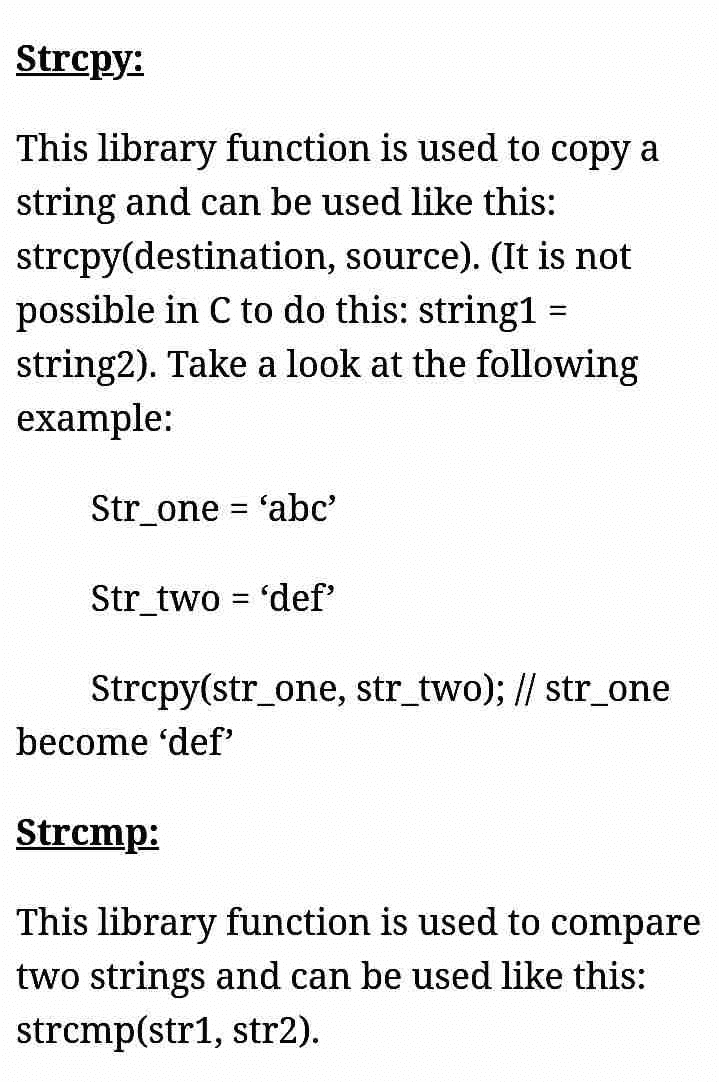 Strcpy:
This library function is used to copy a
string and can be used like this:
strcpy(destination, source). (It is not
possible in C to do this: string1 =
string2). Take a look at the following
example:
Str_one = ‘abc’
Str_two = ‘def’
Strcpy(str_one, str_two); // str_one
become ‘def’
Strcmp:
This library function is used to compare
two strings and can be used like this:
strcmp(str1, str2).